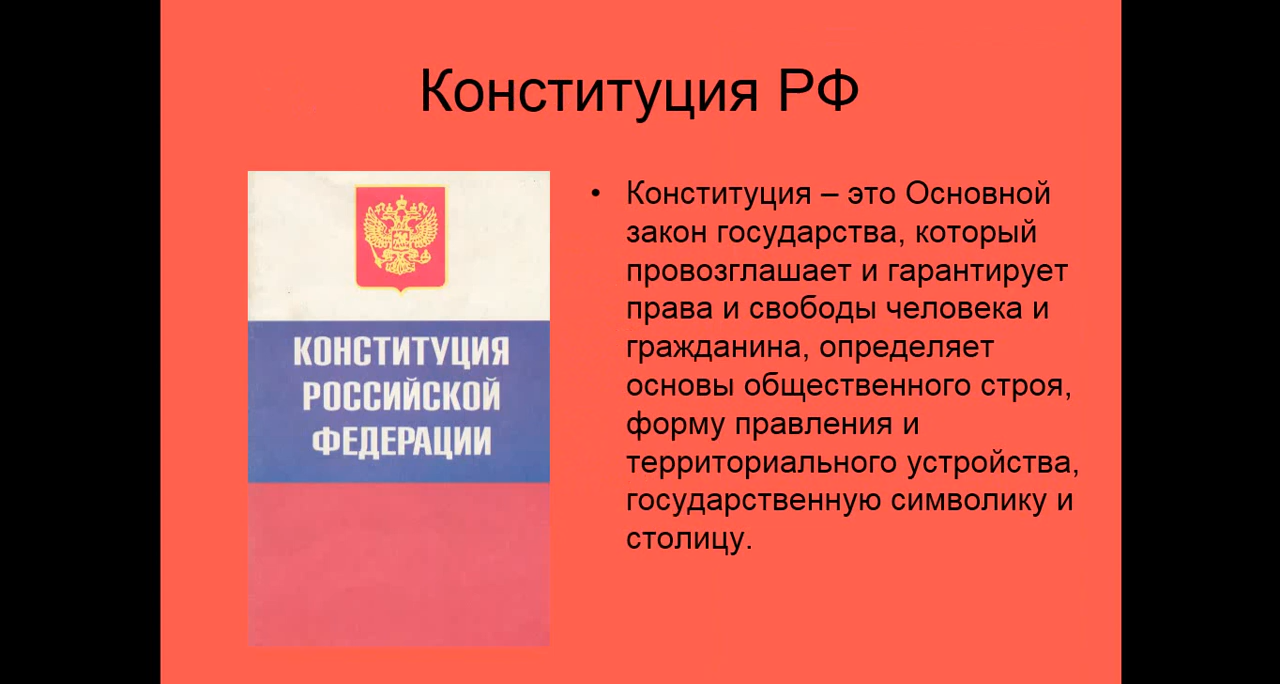 Конституция РФ
КОНСТИТУЦИЯ
РОССИЙСКОЙ
ФЕДЕРАЦИИ
• Конституция – это Основной
закон государства, который
провозглашает и гарантирует
права и свободы человека и
гражданина, определяет
основы общественного строя,
форму правления и
территориального устройства,
государственную символику и
столицу.